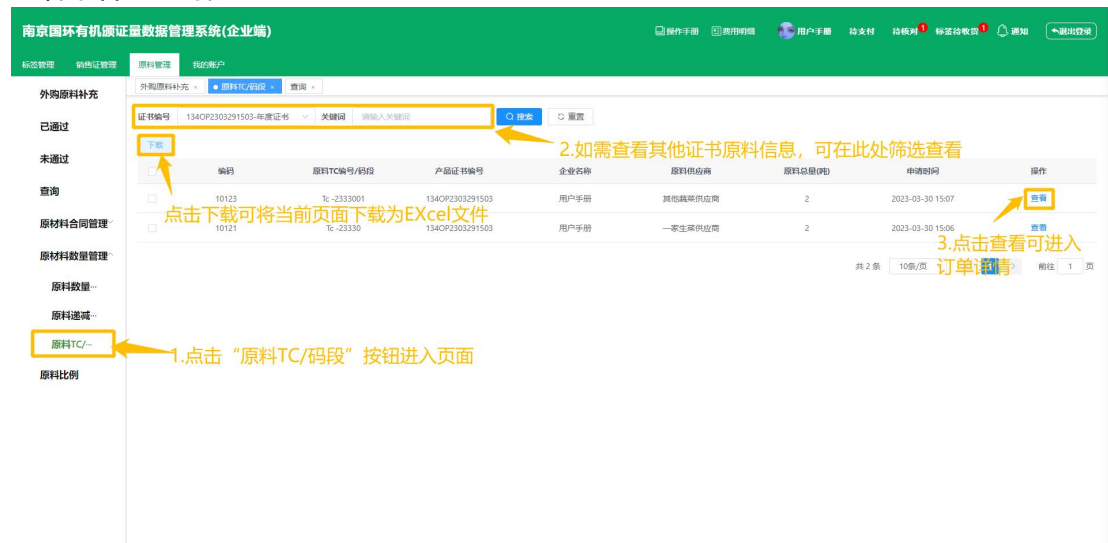 南京国环有机颁证量数据管理系统(企业端)
操作手册 费用明细 用户手册 待支付 待核对 标签待收货 通知 退出登录
标签管理 销售证管理 原料管理 我的账户
外购原料补充 × ● 原料TC/码段 × 查询 ×
外购原料补充
已通过
未通过
查询
原材料合同管理
原材料数量管理
原料数量...
原料递减...
原料TC/...
原料比例
证书编号 134OP2303291503-年度证书 关键词 请输入关键词 搜索 重置
下载
2.如需查看其他证书原料信息，可在此处筛选查看
编码 原料TC编号/码段 产品证书编号 企业名称 原料供应商 原料总量(吨) 申请时间 操作
10123 Tc -2333001 134OP2303291503 用户手册 其他蔬菜供应商 2 2023-03-30 15:07 查看
点击下载可将当前页面下载为EXcel文件
10121 Tc -23330 134OP2303291503 用户手册 一家生菜供应商 2 2023-03-30 15:06 查看
3.点击查看可进入
订单详情
共 2 条 10条/页 1 前往 1 页
1.点击“原料TC/码段”按钮进入页面